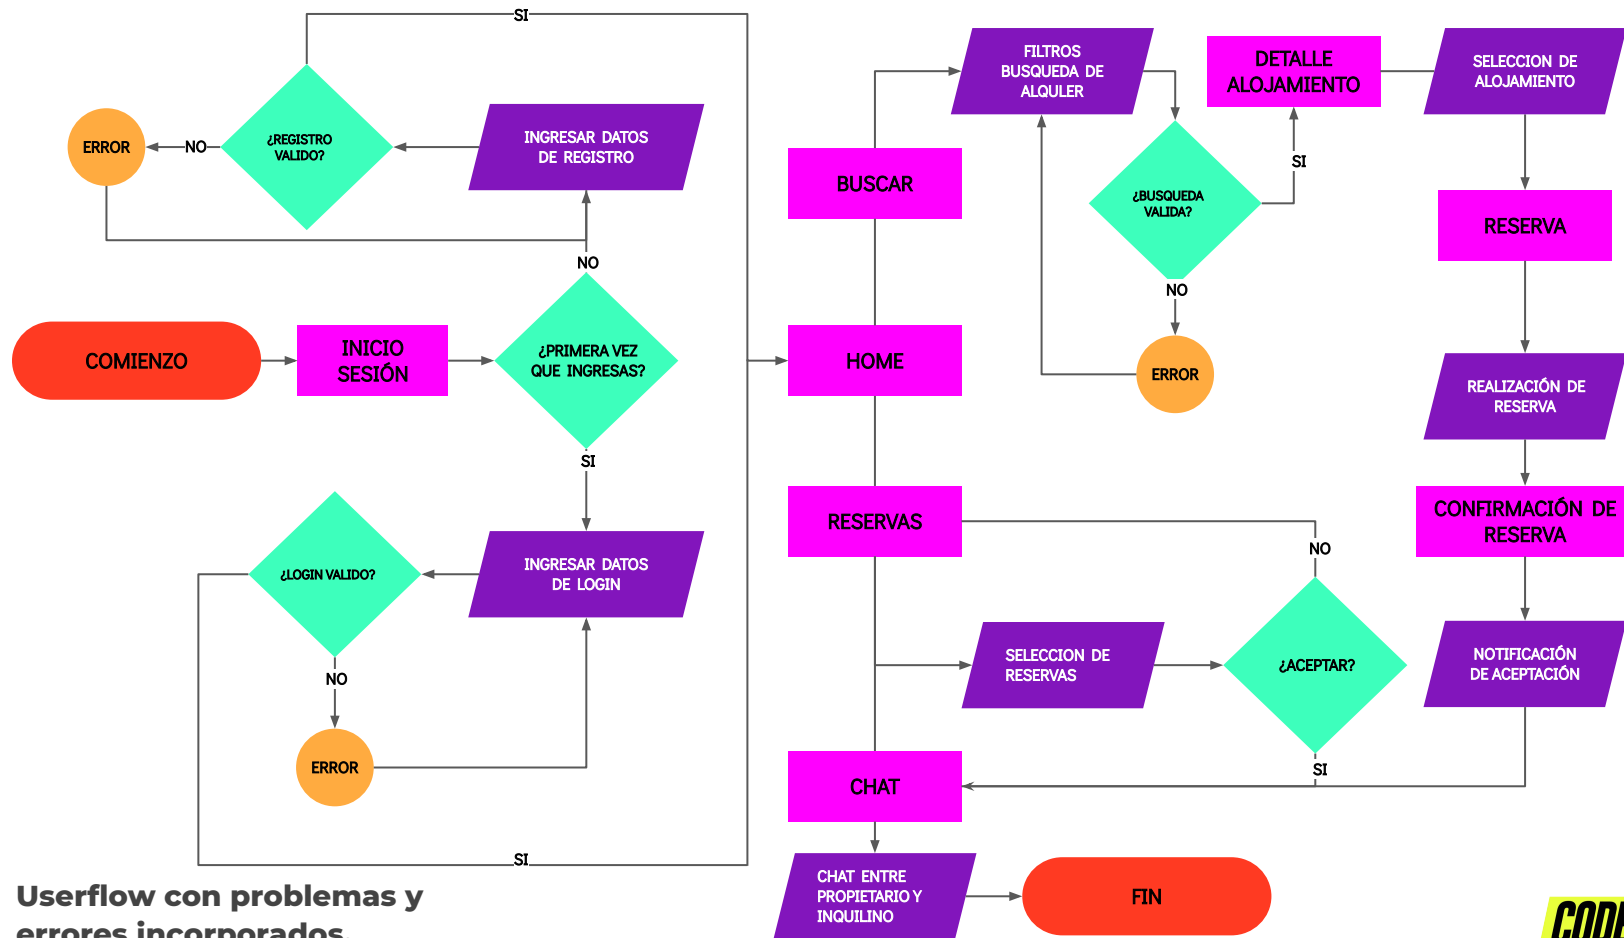 SI
¿REGISTRO
VALIDO?
NO
ERROR
INGRESAR DATOS
DE REGISTRO
NO
COMIENZO
INICIO
SESIÓN
¿PRIMERA VEZ
QUE INGRESAS?
SI
INGRESAR DATOS
DE LOGIN
¿LOGIN VALIDO?
NO
ERROR
SI
HOME
BUSCAR
FILTROS
BUSQUEDA DE
ALQULER
¿BUSQUEDA
VALIDA?
SI
NO
ERROR
DETALLE
ALOJAMIENTO
SELECCION DE
ALOJAMIENTO
RESERVA
REALIZACIÓN DE
RESERVA
CONFIRMACIÓN DE
RESERVA
NOTIFICACIÓN
DE ACEPTACIÓN
RESERVAS
SELECCION DE
RESERVAS
¿ACEPTAR?
NO
SI
CHAT
CHAT ENTRE
PROPIETARIO Y
INQUILINO
FIN
Userflow con problemas y
errores incorporados.